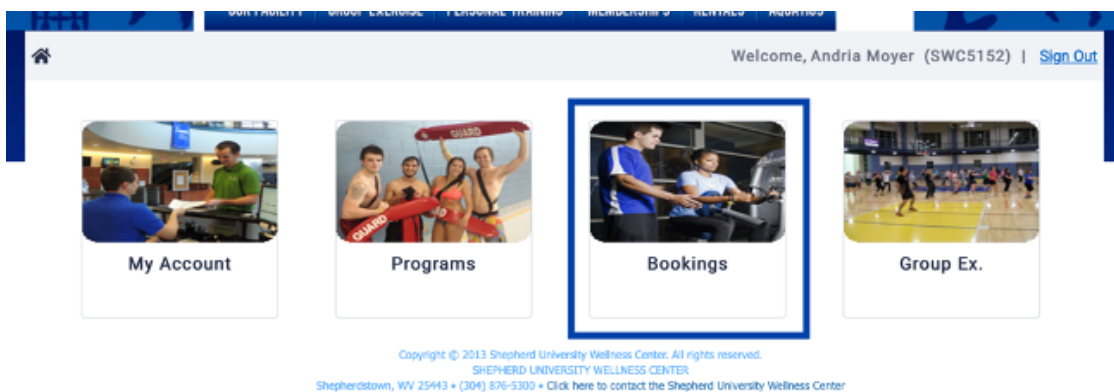 OUR FACILITY GROUP EXERCISE PERSONAL TRAINING MEMBERSHIPS RENTALS AQUATICS
Welcome, Andria Moyer (SWC5152) | Sign Out
GUARD
GUARD
My Account Programs Bookings Group Ex.
Copyright © 2013 Shepherd University Wellness Center. All rights reserved.
SHEPHERD UNIVERSITY WELLNESS CENTER
Shepherdstown, WV 25443 • (304) 876-5300 • Click here to contact the Shepherd University Wellness Center